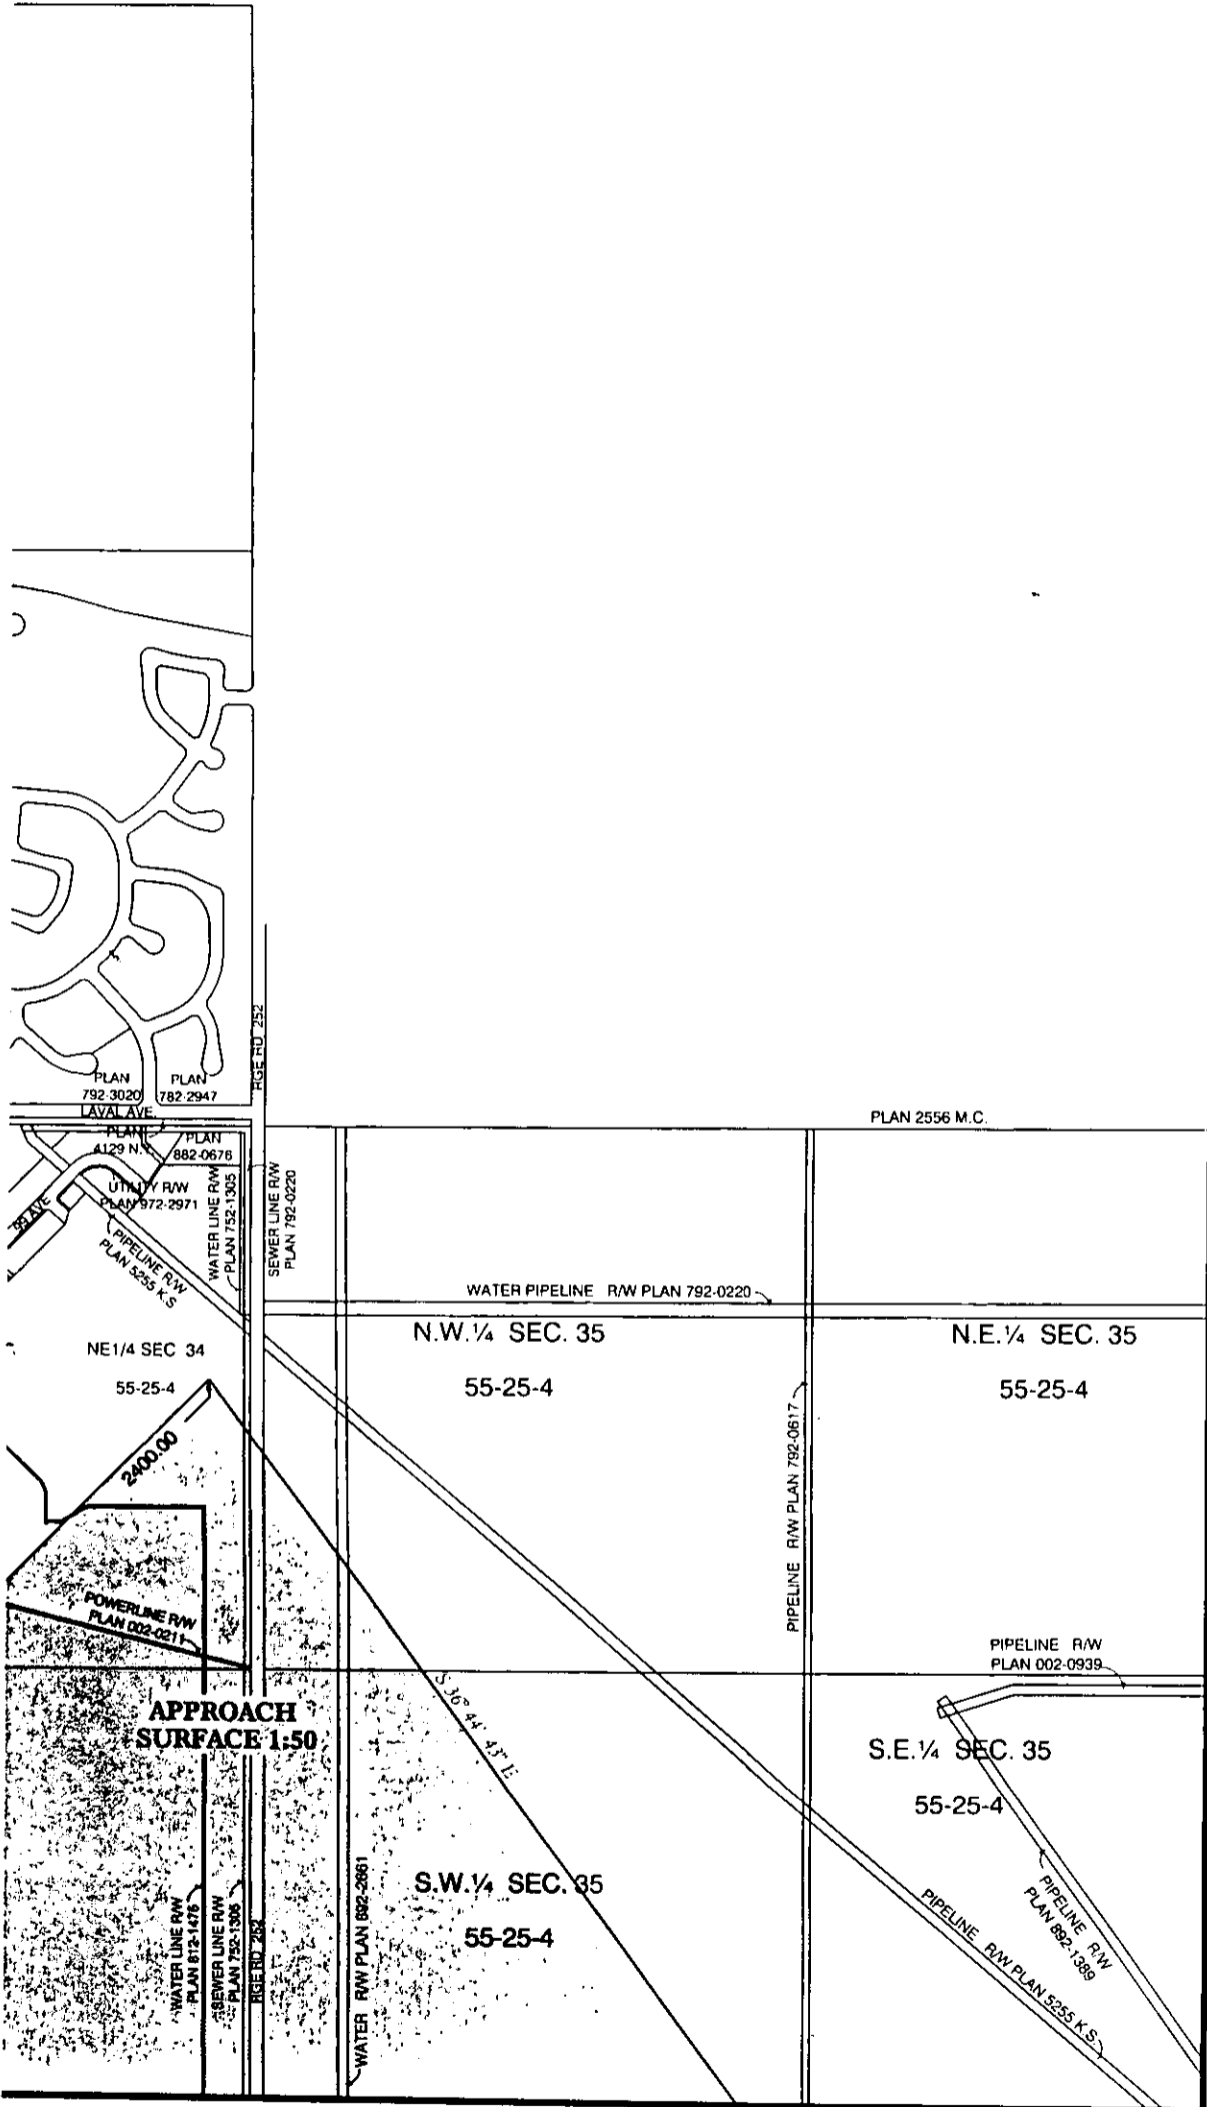 RGE RD 252
PLAN
792-3020
PLAN
782-2947
LAVAL AVE.
PLAN 2556 M.C.
PLAN
4129 N.Y.
PLAN
882-0676
UTILITY R/W
PLAN 972-2971
99 AVE
PIPELINE R/W
PLAN 5255 K.S
WATER LINE R/W
PLAN 752-1305
SEWER LINE R/W
PLAN 792-0220
WATER PIPELINE R/W PLAN 792-0220
NE1/4 SEC 34
55-25-4
N.W.¼ SEC. 35
55-25-4
N.E.¼ SEC. 35
55-25-4
2400.00
PIPELINE R/W PLAN 792-0617
POWERLINE R/W
PLAN 002-0211
PIPELINE R/W
PLAN 002-0939
APPROACH
SURFACE 1:50
S 36° 44' 43" E
S.E.¼ SEC. 35
55-25-4
S.W.¼ SEC. 35
55-25-4
WATER LINE R/W
PLAN 812-1476
SEWER LINE R/W
PLAN 752-1306
RGE RD 252
WATER R/W PLAN 892-2661
PIPELINE R/W
PLAN 892-1389
PIPELINE R/W PLAN 5255 K.S.